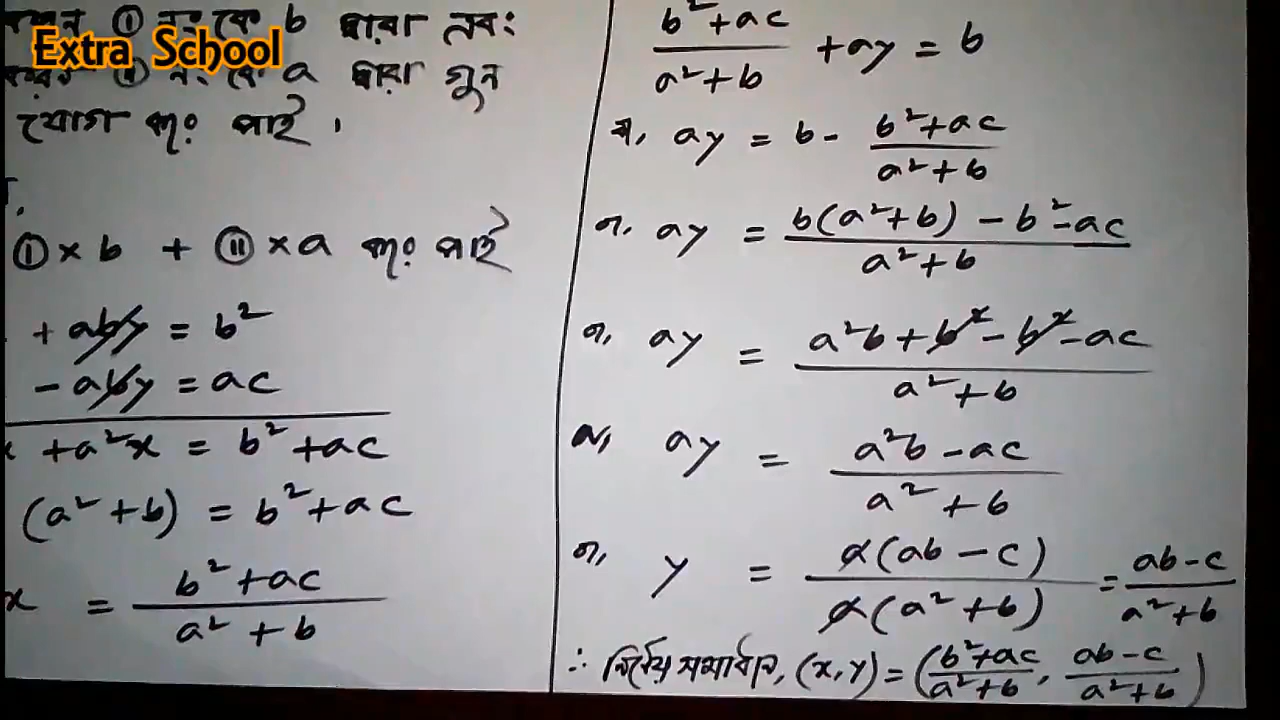 Extra School
① নং কে b দ্বারা এবং
② নং কে a দ্বারা গুন
যোগ করে পাই ।
① × b + ② × a করে পাই
+ aby = b²
- aby = ac
x + a²x = b² + ac
(a² + b) = b² + ac
x = (b² + ac)/(a² + b)
(b² + ac)/(a² + b) + ay = b
বা, ay = b - (b² + ac)/(a² + b)
বা, ay = (b(a² + b) - b² - ac)/(a² + b)
বা, ay = (a²b + b² - b² - ac)/(a² + b)
বা, ay = (a²b - ac)/(a² + b)
বা, y = a(ab - c)/a(a² + b) = (ab - c)/(a² + b)
∴ নির্ণেয় সমাধান, (x, y) = ((b² + ac)/(a² + b), (ab - c)/(a² + b))